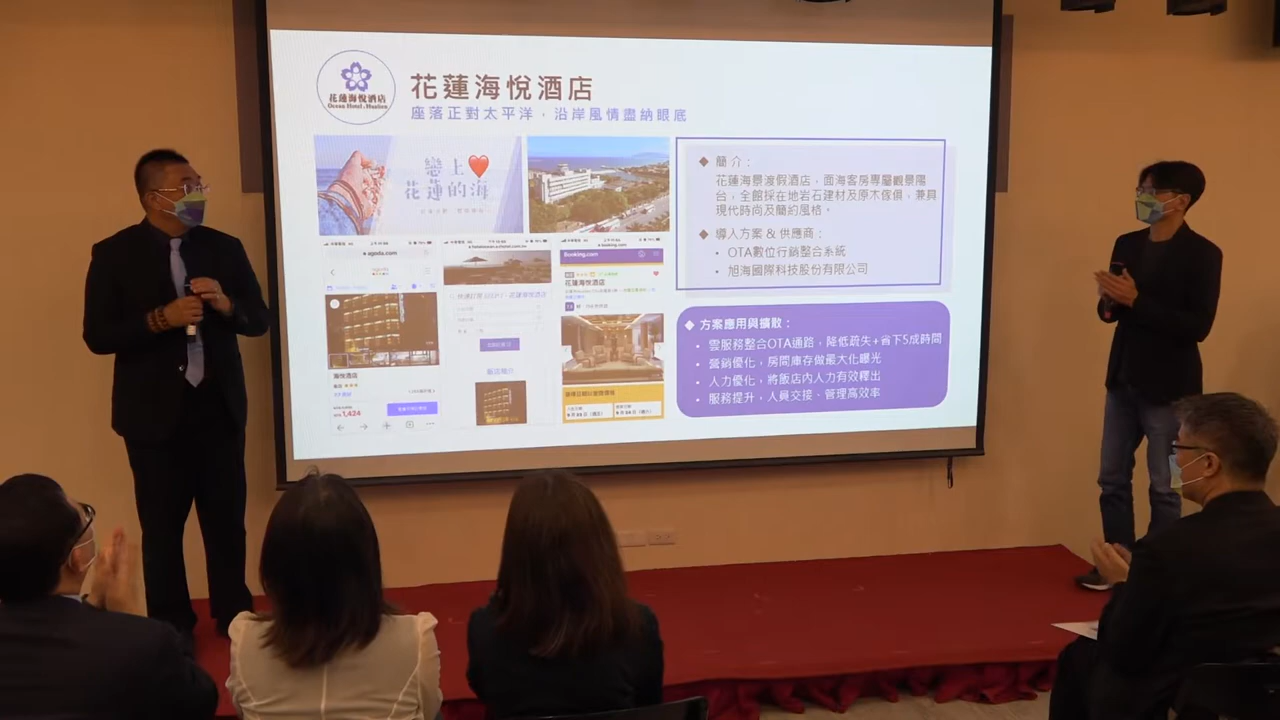 花蓮海悅酒店
Ocean Hotel . Hualien
花蓮海悅酒店
座落正對太平洋，沿岸風情盡納眼底
戀上
花蓮的海
◆ 簡介：
花蓮海景渡假酒店，面海客房專屬觀景陽
台，全館採在地岩石建材及原木傢俱，兼具
現代時尚及簡約風格。
◆ 導入方案 & 供應商：
• OTA數位行銷整合系統
• 旭海國際科技股份有限公司
◆ 方案應用與擴散：
• 雲服務整合OTA通路，降低疏失+省下5成時間
• 營銷優化，房間庫存做最大化曝光
• 人力優化，將飯店內人力有效釋出
• 服務提升，人員交接、管理高效率
agoda.com
海悅酒店
1,424
booking.com
Booking.com
花蓮海悅酒店